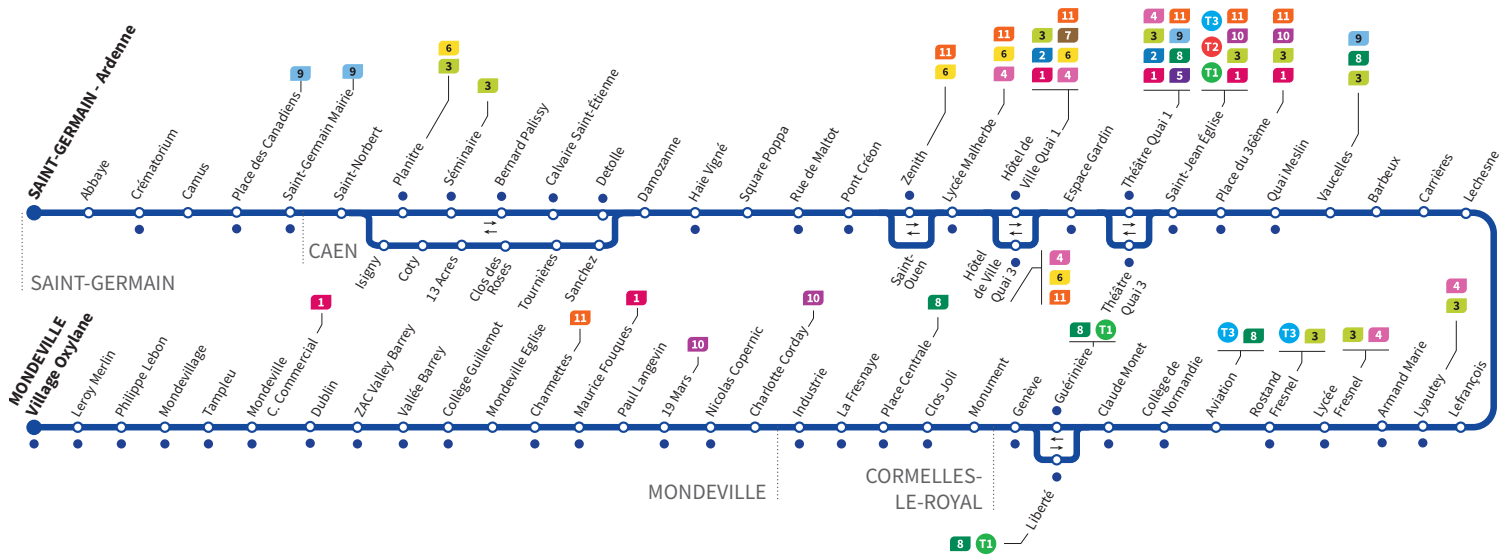 SAINT-GERMAIN - Ardenne
Abbaye
Crématorium
Camus
Place des Canadiens
9
Saint-Germain Mairie
9
Saint-Norbert
Planitre
6
3
Séminaire
3
Bernard Palissy
Calvaire Saint-Étienne
Detolle
Damozanne
Haie Vigné
Square Poppa
Rue de Maltot
Pont Créon
Zenith
11
6
Lycée Malherbe
11
6
4
Hôtel de
Ville Quai 1
11
3 7
2 6
1 4
Espace Gardin
Théâtre Quai 1
4 11
3 9
2 8
1 5
Saint-Jean Église
T3 11
T2 10
3
T1 1
Place du 36ème
11
10
3
1
Quai Meslin
Vaucelles
9
8
3
Barbeux
Carrières
Lechesne
SAINT-GERMAIN
CAEN
Isigny
Coty
13 Acres
Clos des
Roses
Tournières
Sanchez
Saint-
Ouen
Hôtel
de Ville
Quai 3
4
6
11
Théâtre
Quai 3
MONDEVILLE
Village Oxylane
Leroy Merlin
Philippe Lebon
Mondevillage
Tampleu
Mondeville
C. Commercial
1
Dublin
ZAC Valley Barrey
Vallée Barrey
Collège Guillemot
Mondeville Eglise
Charmettes
11
Maurice Fouques
1
Paul Langevin
19 Mars
10
Nicolas Copernic
Charlotte Corday
10
Industrie
La Fresnaye
Place Centrale
8
Clos Joli
Monument
Genève
Guérinière
8 T1
Claude Monet
Collège de
Normandie
Aviation
T3 8
Rostand
Fresnel
T3 3
Lycée
Fresnel
3 4
Armand Marie
Lyautey
4
3
Lefrançois
MONDEVILLE
CORMELLES-
LE-ROYAL
Liberté
8 T1